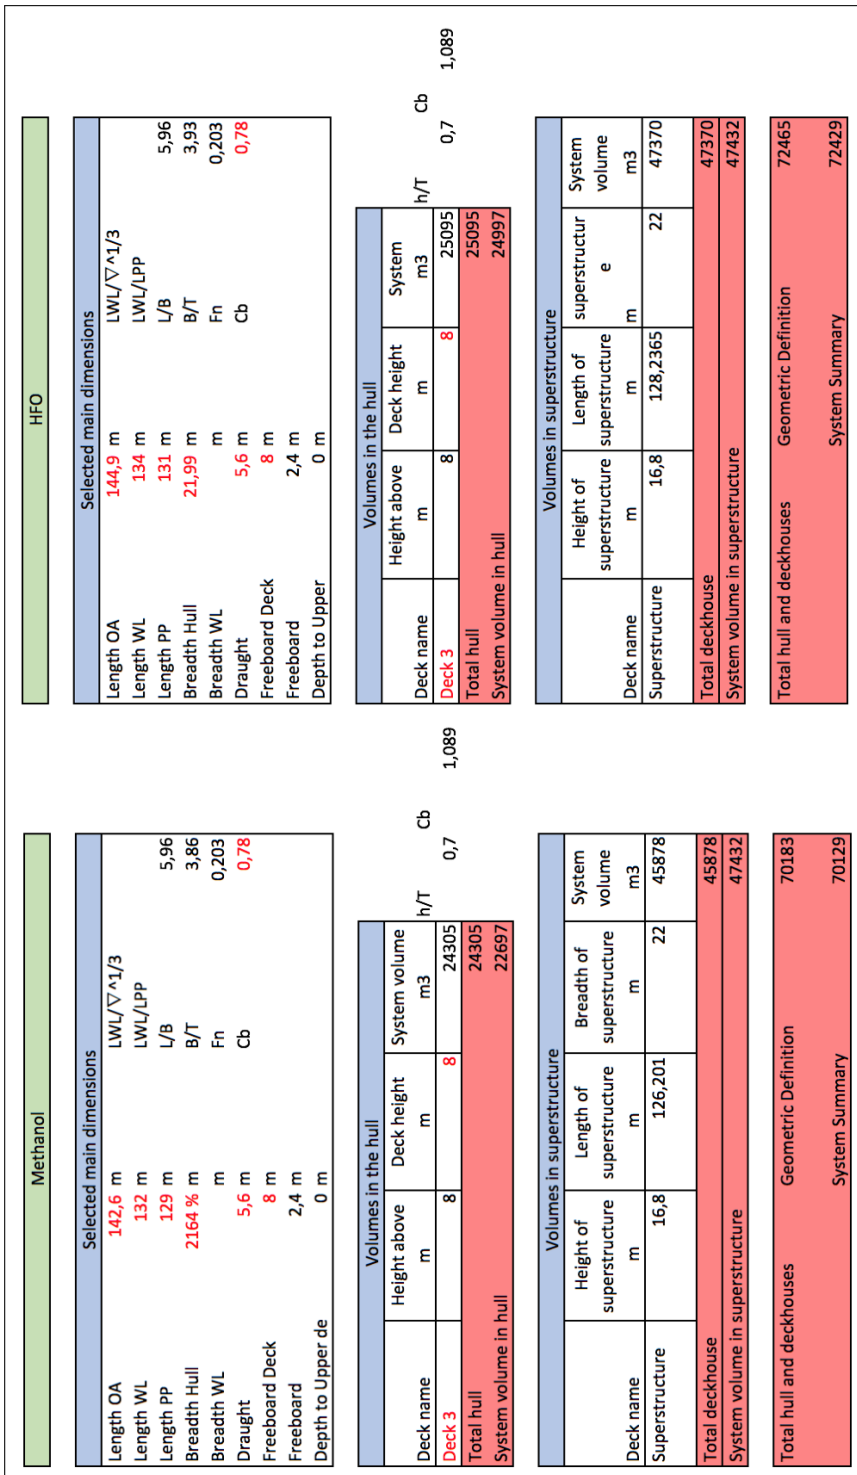 Methanol
Selected main dimensions
Length OA 142,6 m LWL/▽^1/3
Length WL 132 m LWL/LPP
Length PP 129 m L/B 5,96
Breadth Hull 2164 % m B/T 3,86
Breadth WL m Fn 0,203
Draught 5,6 m Cb 0,78
Freeboard Deck 8 m
Freeboard 2,4 m
Depth to Upper de 0 m
Volumes in the hull
Deck name Height above Deck height System volume h/T Cb
m m m3
Deck 3 8 8 24305 0,7 1,089
Total hull 24305
System volume in hull 22697
Volumes in superstructure
Height of Length of Breadth of System
superstructure superstructure superstructure volume
Deck name m m m m3
Superstructure 16,8 126,201 22 45878
Total deckhouse 45878
System volume in superstructure 47432
Total hull and deckhouses Geometric Definition 70183
System Summary 70129
HFO
Selected main dimensions
Length OA 144,9 m LWL/▽^1/3
Length WL 134 m LWL/LPP
Length PP 131 m L/B 5,96
Breadth Hull 21,99 m B/T 3,93
Breadth WL m Fn 0,203
Draught 5,6 m Cb 0,78
Freeboard Deck 8 m
Freeboard 2,4 m
Depth to Upper 0 m
Volumes in the hull
Deck name Height above Deck height System h/T Cb
m m m3
Deck 3 8 8 25095 0,7 1,089
Total hull 25095
System volume in hull 24997
Volumes in superstructure
Height of Length of superstructur System
superstructure superstructure e volume
Deck name m m m m3
Superstructure 16,8 128,2365 22 47370
Total deckhouse 47370
System volume in superstructure 47432
Total hull and deckhouses Geometric Definition 72465
System Summary 72429